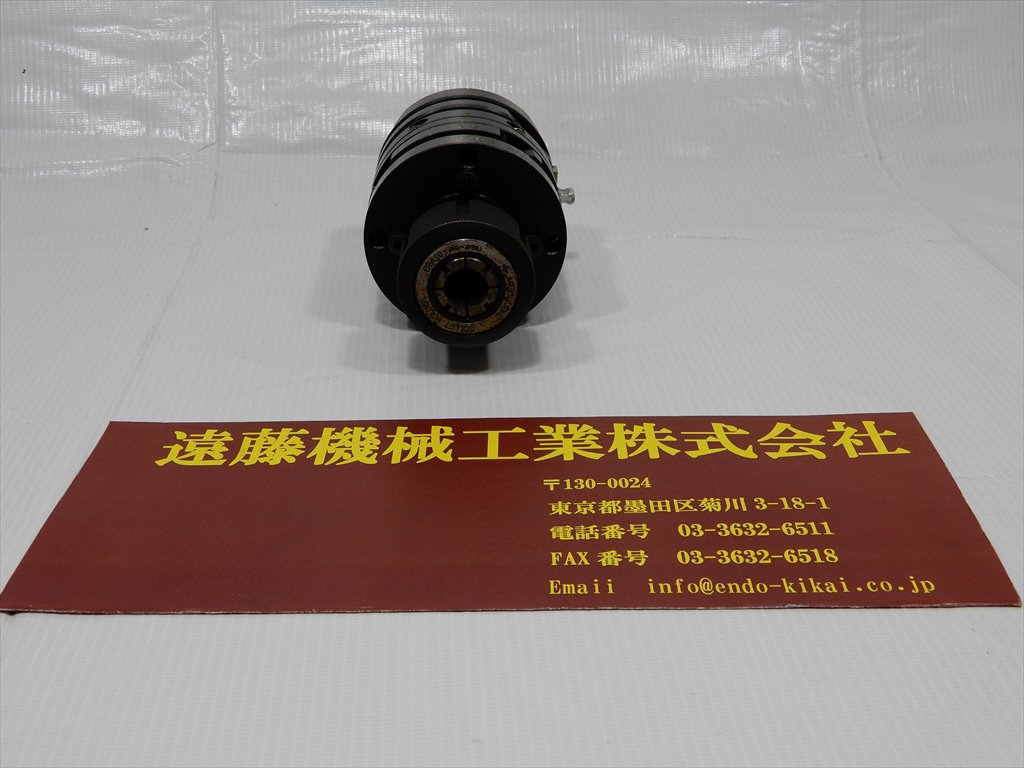 遠藤機械工業株式会社
〒130-0024
東京都墨田区菊川 3-18-1
電話番号 03-3632-6511
FAX 番号 03-3632-6518
Emaii info@endo-kikai.co.jp